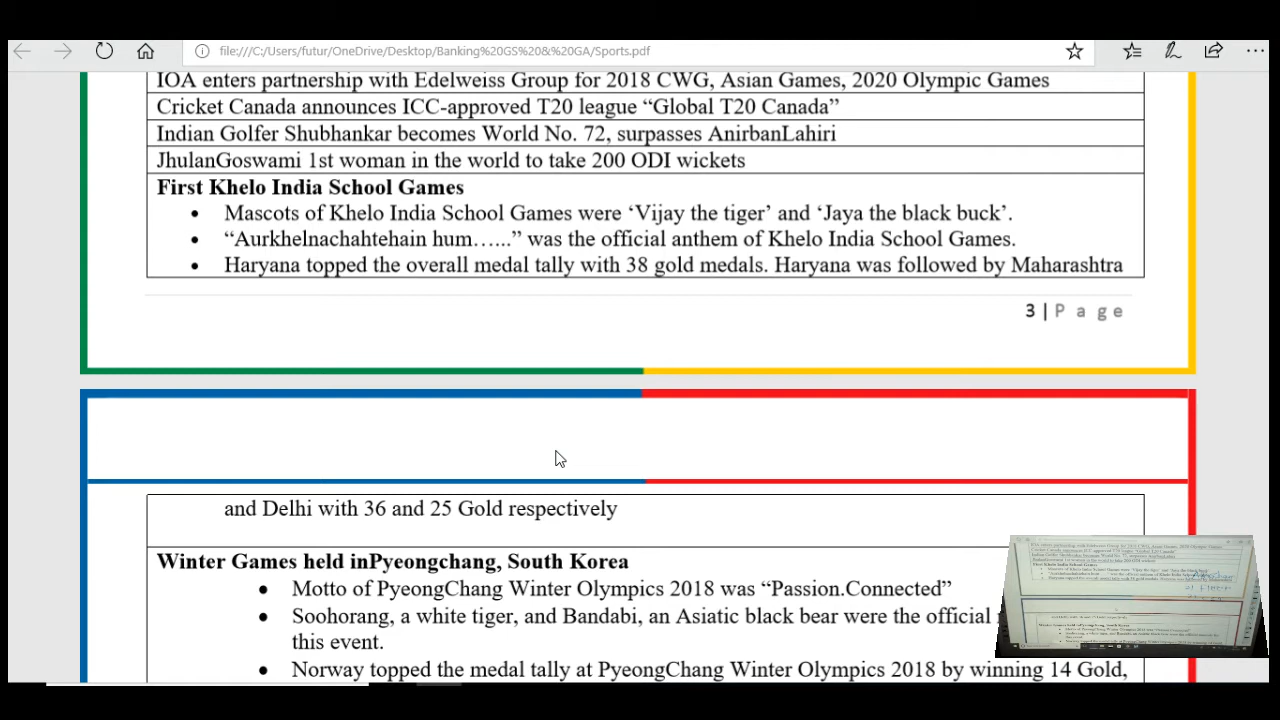 file:///C:/Users/futur/OneDrive/Desktop/Banking%20GS%20&%20GA/Sports.pdf
IOA enters partnership with Edelweiss Group for 2018 CWG, Asian Games, 2020 Olympic Games
Cricket Canada announces ICC-approved T20 league “Global T20 Canada”
Indian Golfer Shubhankar becomes World No. 72, surpasses AnirbanLahiri
JhulanGoswami 1st woman in the world to take 200 ODI wickets
First Khelo India School Games
• Mascots of Khelo India School Games were ‘Vijay the tiger’ and ‘Jaya the black buck’.
• “Aurkhelnachahtehain hum…...” was the official anthem of Khelo India School Games.
• Haryana topped the overall medal tally with 38 gold medals. Haryana was followed by Maharashtra
3 | P a g e
and Delhi with 36 and 25 Gold respectively
Winter Games held inPyeongchang, South Korea
• Motto of PyeongChang Winter Olympics 2018 was “Passion.Connected”
• Soohorang, a white tiger, and Bandabi, an Asiatic black bear were the official
this event.
• Norway topped the medal tally at PyeongChang Winter Olympics 2018 by winning 14 Gold,